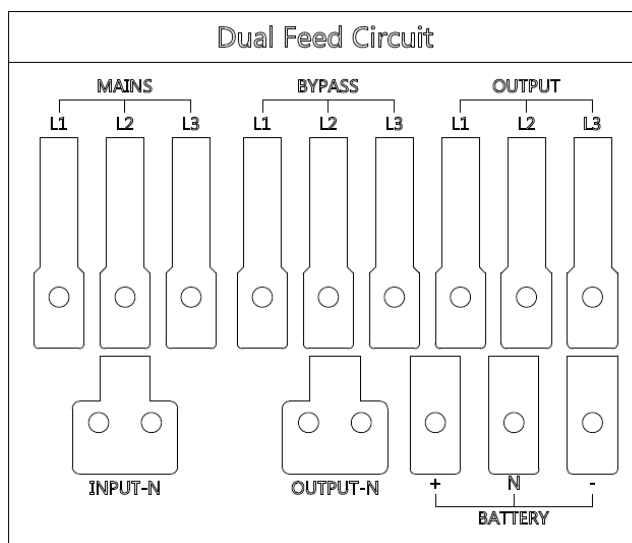 Dual Feed Circuit
MAINS BYPASS OUTPUT
L1 L2 L3 L1 L2 L3 L1 L2 L3
INPUT-N OUTPUT-N + N -
BATTERY